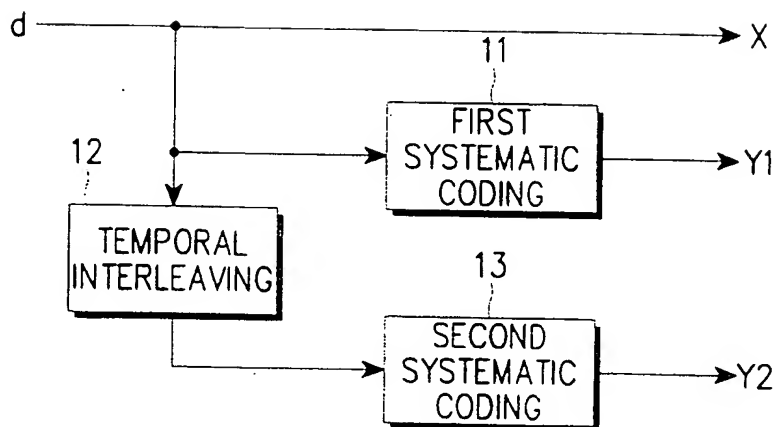 d
X
11
FIRST
SYSTEMATIC
CODING
Y1
12
TEMPORAL
INTERLEAVING
13
SECOND
SYSTEMATIC
CODING
Y2